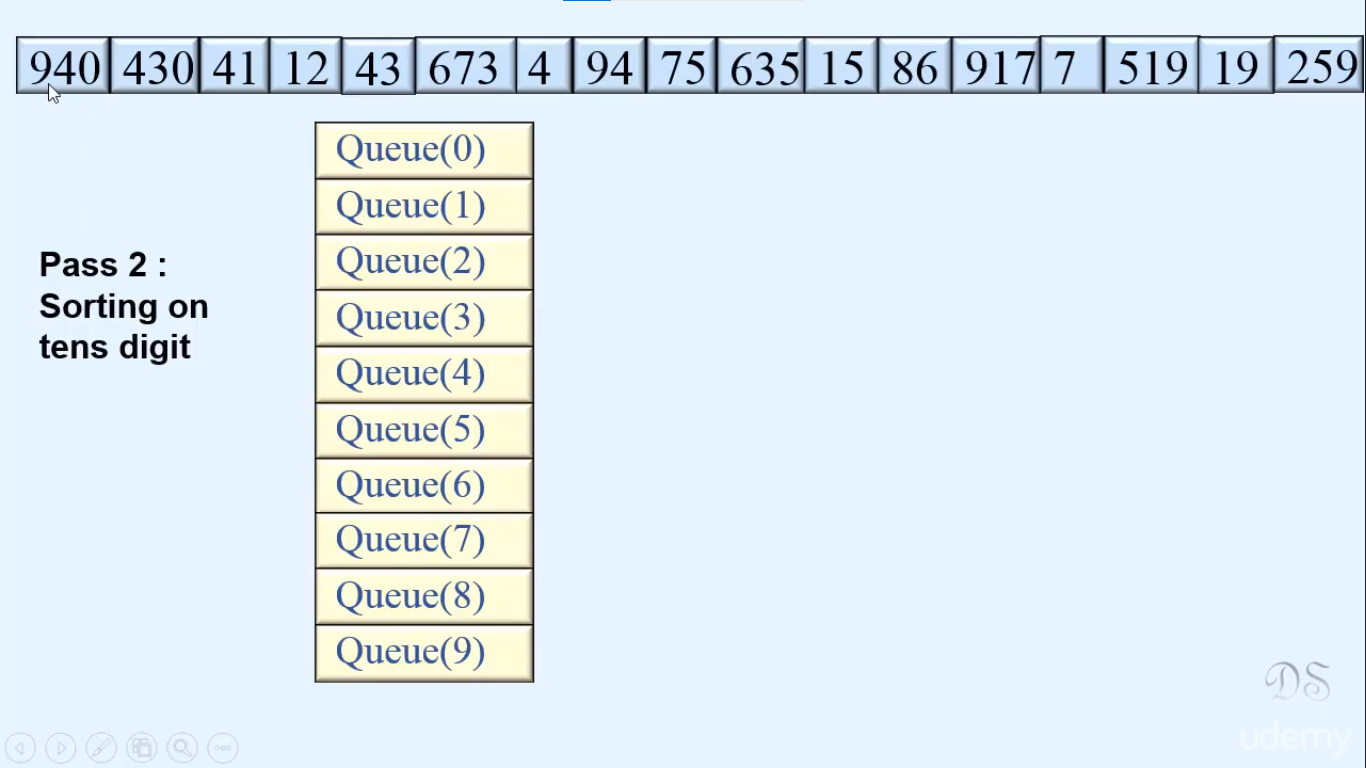 940 430 41 12 43 673 4 94 75 635 15 86 917 7 519 19 259
Queue(0)
Queue(1)
Queue(2)
Queue(3)
Queue(4)
Queue(5)
Queue(6)
Queue(7)
Queue(8)
Queue(9)
Pass 2 :
Sorting on
tens digit
DS
udemy